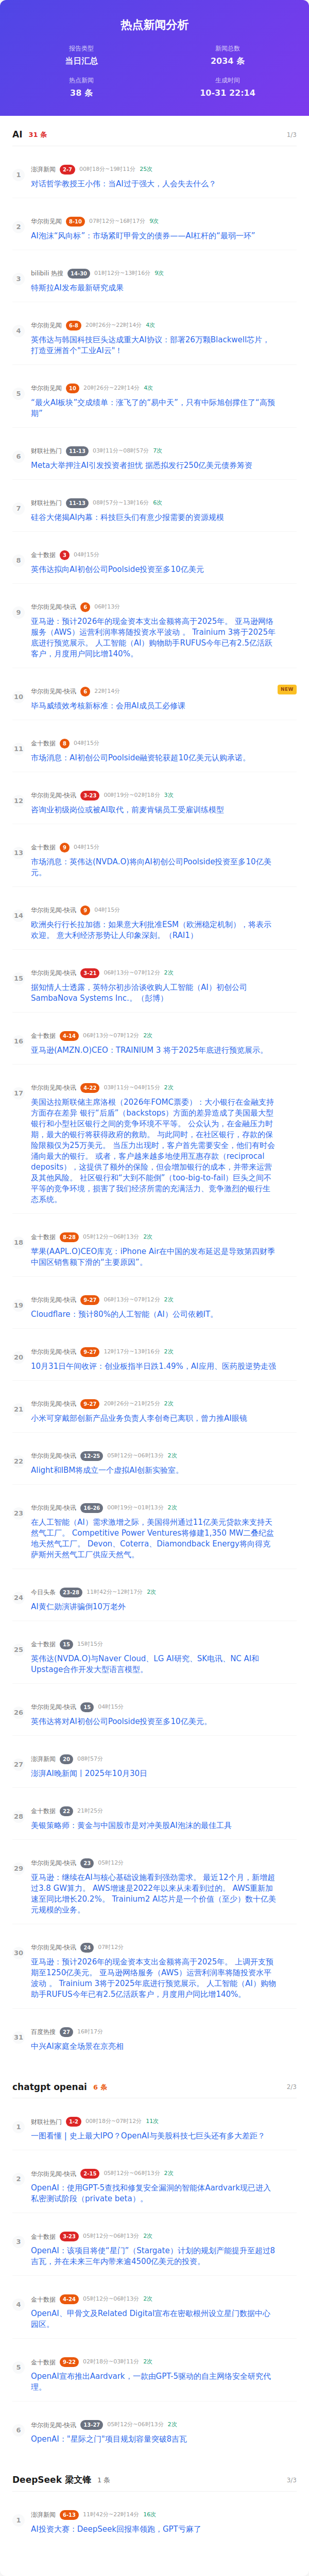 热点新闻分析
报告类型
新闻总数
当日汇总
2034 条
热点新闻
生成时间
38 条
10-31 22:14
AI 31 条 1/3
1
澎湃新闻 2-7 00时18分~19时11分 25次
对话哲学教授王小伟：当AI过于强大，人会失去什么？
2
华尔街见闻 8-10 07时12分~16时17分 9次
AI泡沫“风向标”：市场紧盯甲骨文的债券——AI杠杆的“最弱一环”
3
bilibili 热搜 14-30 01时12分~13时16分 9次
特斯拉AI发布最新研究成果
4
华尔街见闻 6-8 20时26分~22时14分 4次
英伟达与韩国科技巨头达成重大AI协议：部署26万颗Blackwell芯片，
打造亚洲首个"工业AI云"！
5
华尔街见闻 10 20时26分~22时14分 4次
“最火AI板块”交成绩单：涨飞了的“易中天”，只有中际旭创撑住了“高预
期”
6
财联社热门 11-13 03时11分~08时57分 7次
Meta大举押注AI引发投资者担忧 据悉拟发行250亿美元债券筹资
7
财联社热门 11-13 08时57分~13时16分 6次
硅谷大佬揭AI内幕：科技巨头们有意少报需要的资源规模
8
金十数据 3 04时15分
英伟达拟向AI初创公司Poolside投资至多10亿美元
9
华尔街见闻-快讯 6 06时13分
亚马逊：预计2026年的现金资本支出金额将高于2025年。 亚马逊网络
服务（AWS）运营利润率将随投资水平波动 。 Trainium 3将于2025年
底进行预览展示。 人工智能（AI）购物助手RUFUS今年已有2.5亿活跃
客户，月度用户同比增140%。
10
华尔街见闻-快讯 6 22时14分 NEW
毕马威绩效考核新标准：会用AI成员工必修课
11
金十数据 8 04时15分
市场消息：AI初创公司Poolside融资轮获超10亿美元认购承诺。
12
华尔街见闻-快讯 3-23 00时19分~02时18分 3次
咨询业初级岗位或被AI取代，前麦肯锡员工受雇训练模型
13
金十数据 9 04时15分
市场消息：英伟达(NVDA.O)将向AI初创公司Poolside投资至多10亿美
元。
14
华尔街见闻-快讯 9 04时15分
欧洲央行行长拉加德：如果意大利批准ESM（欧洲稳定机制），将表示
欢迎。 意大利经济形势让人印象深刻。（RAI1）
15
华尔街见闻-快讯 3-21 06时13分~07时12分 2次
据知情人士透露，英特尔初步洽谈收购人工智能（AI）初创公司
SambaNova Systems Inc.。（彭博）
16
金十数据 4-14 06时13分~07时12分 2次
亚马逊(AMZN.O)CEO：TRAINIUM 3 将于2025年底进行预览展示。
17
华尔街见闻-快讯 4-22 03时11分~04时15分 2次
美国达拉斯联储主席洛根（2026年FOMC票委）：大小银行在金融支持
方面存在差异 银行”后盾”（backstops）方面的差异造成了美国最大型
银行和小型社区银行之间的竞争环境不平等。 公众认为，在金融压力时
期，最大的银行将获得政府的救助。 与此同时，在社区银行，存款的保
险限额仅为25万美元。 当压力出现时，客户首先需要安全，他们有时会
涌向最大的银行。 或者，客户越来越多地使用互惠存款（reciprocal
deposits），这提供了额外的保险，但会增加银行的成本，并带来运营
及其他风险。 社区银行和“大到不能倒”（too-big-to-fail）巨头之间不
平等的竞争环境，损害了我们经济所需的充满活力、竞争激烈的银行生
态系统。
18
金十数据 8-28 05时12分~06时13分 2次
苹果(AAPL.O)CEO库克：iPhone Air在中国的发布延迟是导致第四财季
中国区销售额下滑的“主要原因”。
19
华尔街见闻-快讯 9-27 06时13分~07时12分 2次
Cloudflare：预计80%的人工智能（AI）公司依赖IT。
20
华尔街见闻-快讯 9-27 12时17分~13时16分 2次
10月31日午间收评：创业板指半日跌1.49%，AI应用、医药股逆势走强
21
华尔街见闻-快讯 9-27 20时26分~21时25分 2次
小米可穿戴部创新产品业务负责人李创奇已离职，曾力推AI眼镜
22
华尔街见闻-快讯 12-25 05时12分~06时13分 2次
Alight和IBM将成立一个虚拟AI创新实验室。
23
华尔街见闻-快讯 16-26 00时19分~01时13分 2次
在人工智能（AI）需求激增之际，美国得州通过11亿美元贷款来支持天
然气工厂。 Competitive Power Ventures将修建1,350 MW二叠纪盆
地天然气工厂。 Devon、Coterra、Diamondback Energy将向得克
萨斯州天然气工厂供应天然气。
24
今日头条 23-28 11时42分~12时17分 2次
AI黄仁勋演讲骗倒10万老外
25
金十数据 15 15时15分
英伟达(NVDA.O)与Naver Cloud、LG AI研究、SK电讯、NC AI和
Upstage合作开发大型语言模型。
26
华尔街见闻-快讯 15 04时15分
英伟达将对AI初创公司Poolside投资至多10亿美元。
27
澎湃新闻 20 08时57分
澎湃AI晚新闻 | 2025年10月30日
28
金十数据 22 21时25分
美银策略师：黄金与中国股市是对冲美股AI泡沫的最佳工具
29
华尔街见闻-快讯 23 05时12分
亚马逊：继续在AI与核心基础设施看到强劲需求。 最近12个月，新增超
过3.8 GW算力。 AWS增速是2022年以来从未看到过的。 AWS重新加
速至同比增长20.2%。 Trainium2 AI芯片是一个价值（至少）数十亿美
元规模的业务。
30
华尔街见闻-快讯 24 07时12分
亚马逊：预计2026年的现金资本支出金额将高于2025年。 上调开支预
期至1250亿美元。 亚马逊网络服务（AWS）运营利润率将随投资水平
波动 。 Trainium 3将于2025年底进行预览展示。 人工智能（AI）购物
助手RUFUS今年已有2.5亿活跃客户，月度用户同比增140%。
31
百度热搜 27 16时17分
中兴AI家庭全场景在京亮相
chatgpt openai 6 条 2/3
1
财联社热门 1-2 00时18分~07时12分 11次
一图看懂 | 史上最大IPO？OpenAI与美股科技七巨头还有多大差距？
2
华尔街见闻-快讯 2-15 05时12分~06时13分 2次
OpenAI：使用GPT-5查找和修复安全漏洞的智能体Aardvark现已进入
私密测试阶段（private beta）。
3
金十数据 3-23 05时12分~06时13分 2次
OpenAI：该项目将使“星门”（Stargate）计划的规划产能提升至超过8
吉瓦，并在未来三年内带来逾4500亿美元的投资。
4
金十数据 4-24 05时12分~06时13分 2次
OpenAI、甲骨文及Related Digital宣布在密歇根州设立星门数据中心
园区。
5
金十数据 9-22 02时18分~03时11分 2次
OpenAI宣布推出Aardvark，一款由GPT-5驱动的自主网络安全研究代
理。
6
华尔街见闻-快讯 13-27 05时12分~06时13分 2次
OpenAI：“星际之门”项目规划容量突破8吉瓦
DeepSeek 梁文锋 1 条 3/3
1
澎湃新闻 6-13 11时42分~22时14分 16次
AI投资大赛：DeepSeek回报率领跑，GPT亏麻了